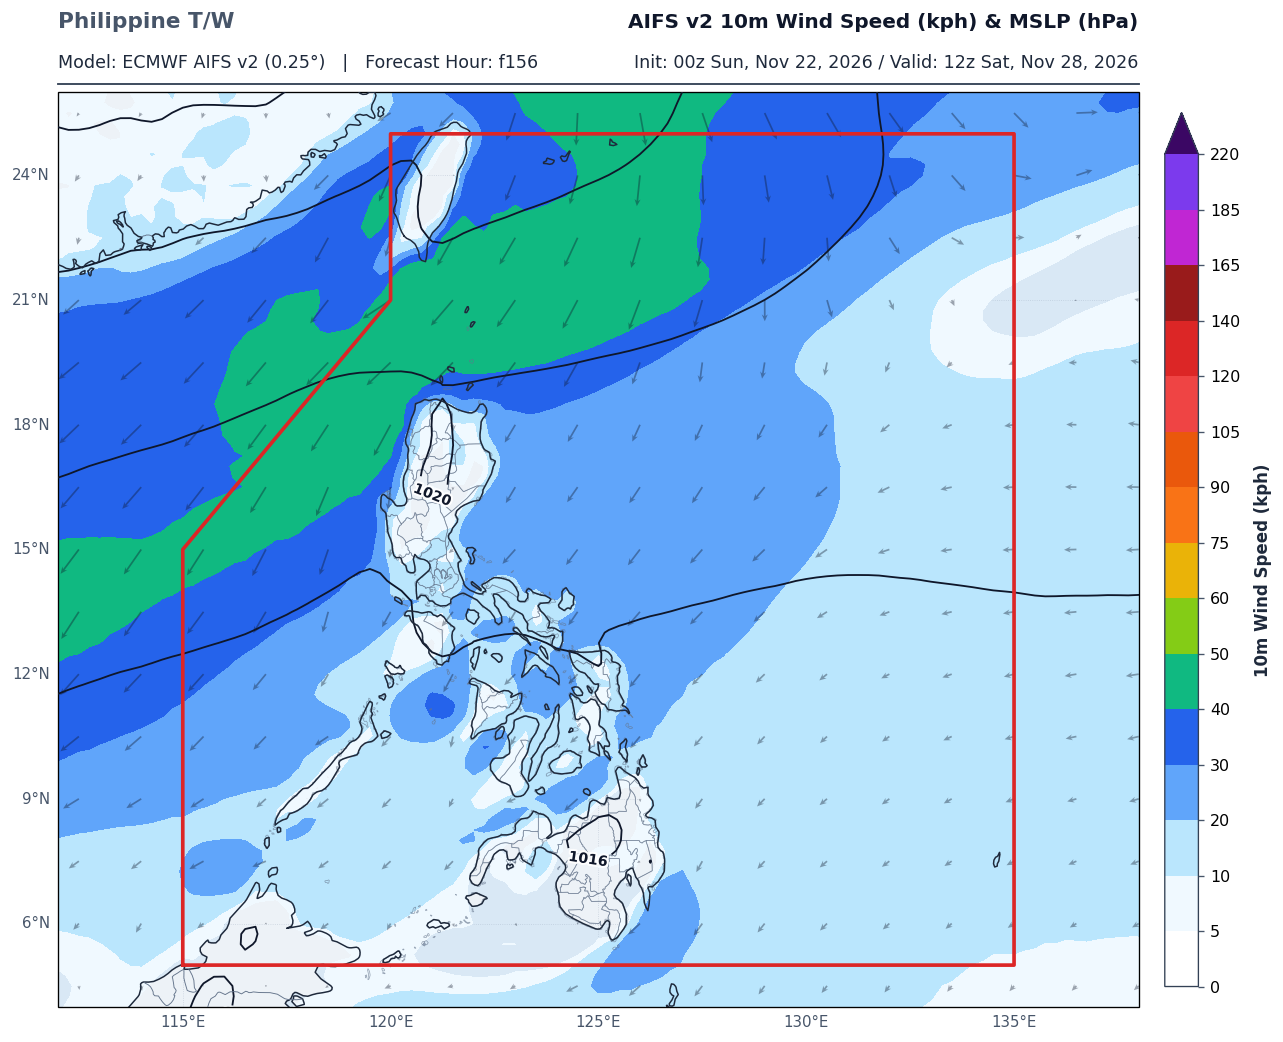 Philippine T/W
AIFS v2 10m Wind Speed (kph) & MSLP (hPa)
Model: ECMWF AIFS v2 (0.25°) | Forecast Hour: f156
Init: 00z Sun, Nov 22, 2026 / Valid: 12z Sat, Nov 28, 2026
24°N
21°N
18°N
15°N
12°N
9°N
6°N
115°E
120°E
125°E
130°E
135°E
1020
1016
220
185
165
140
120
105
90
75
60
50
40
30
20
10
5
0
10m Wind Speed (kph)